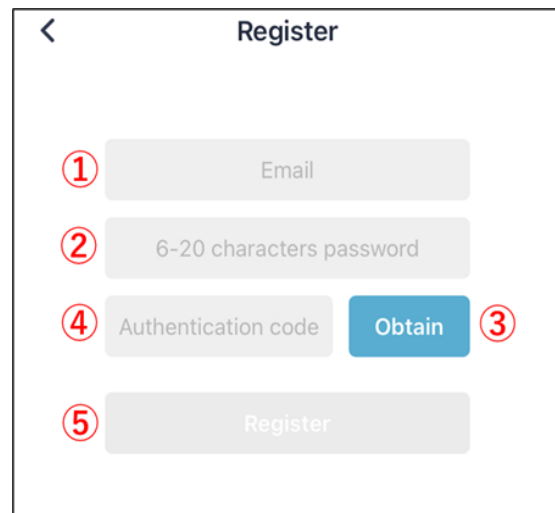 Register
① Email
② 6-20 characters password
④ Authentication code Obtain ③
⑤ Register